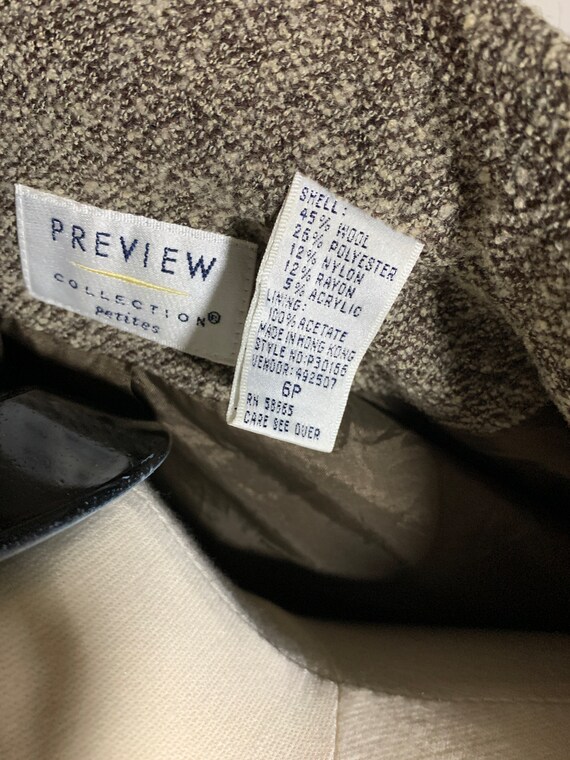 PREVIEW
COLLECTION®
petites
SHELL:
45% WOOL
26% POLYESTER
12% NYLON
12% RAYON
5% ACRYLIC
LINING:
100% ACETATE
MADE IN HONG KONG
STYLE NO:P30166
VENDOR:492507
6P
RN 58865
CARE SEE OVER